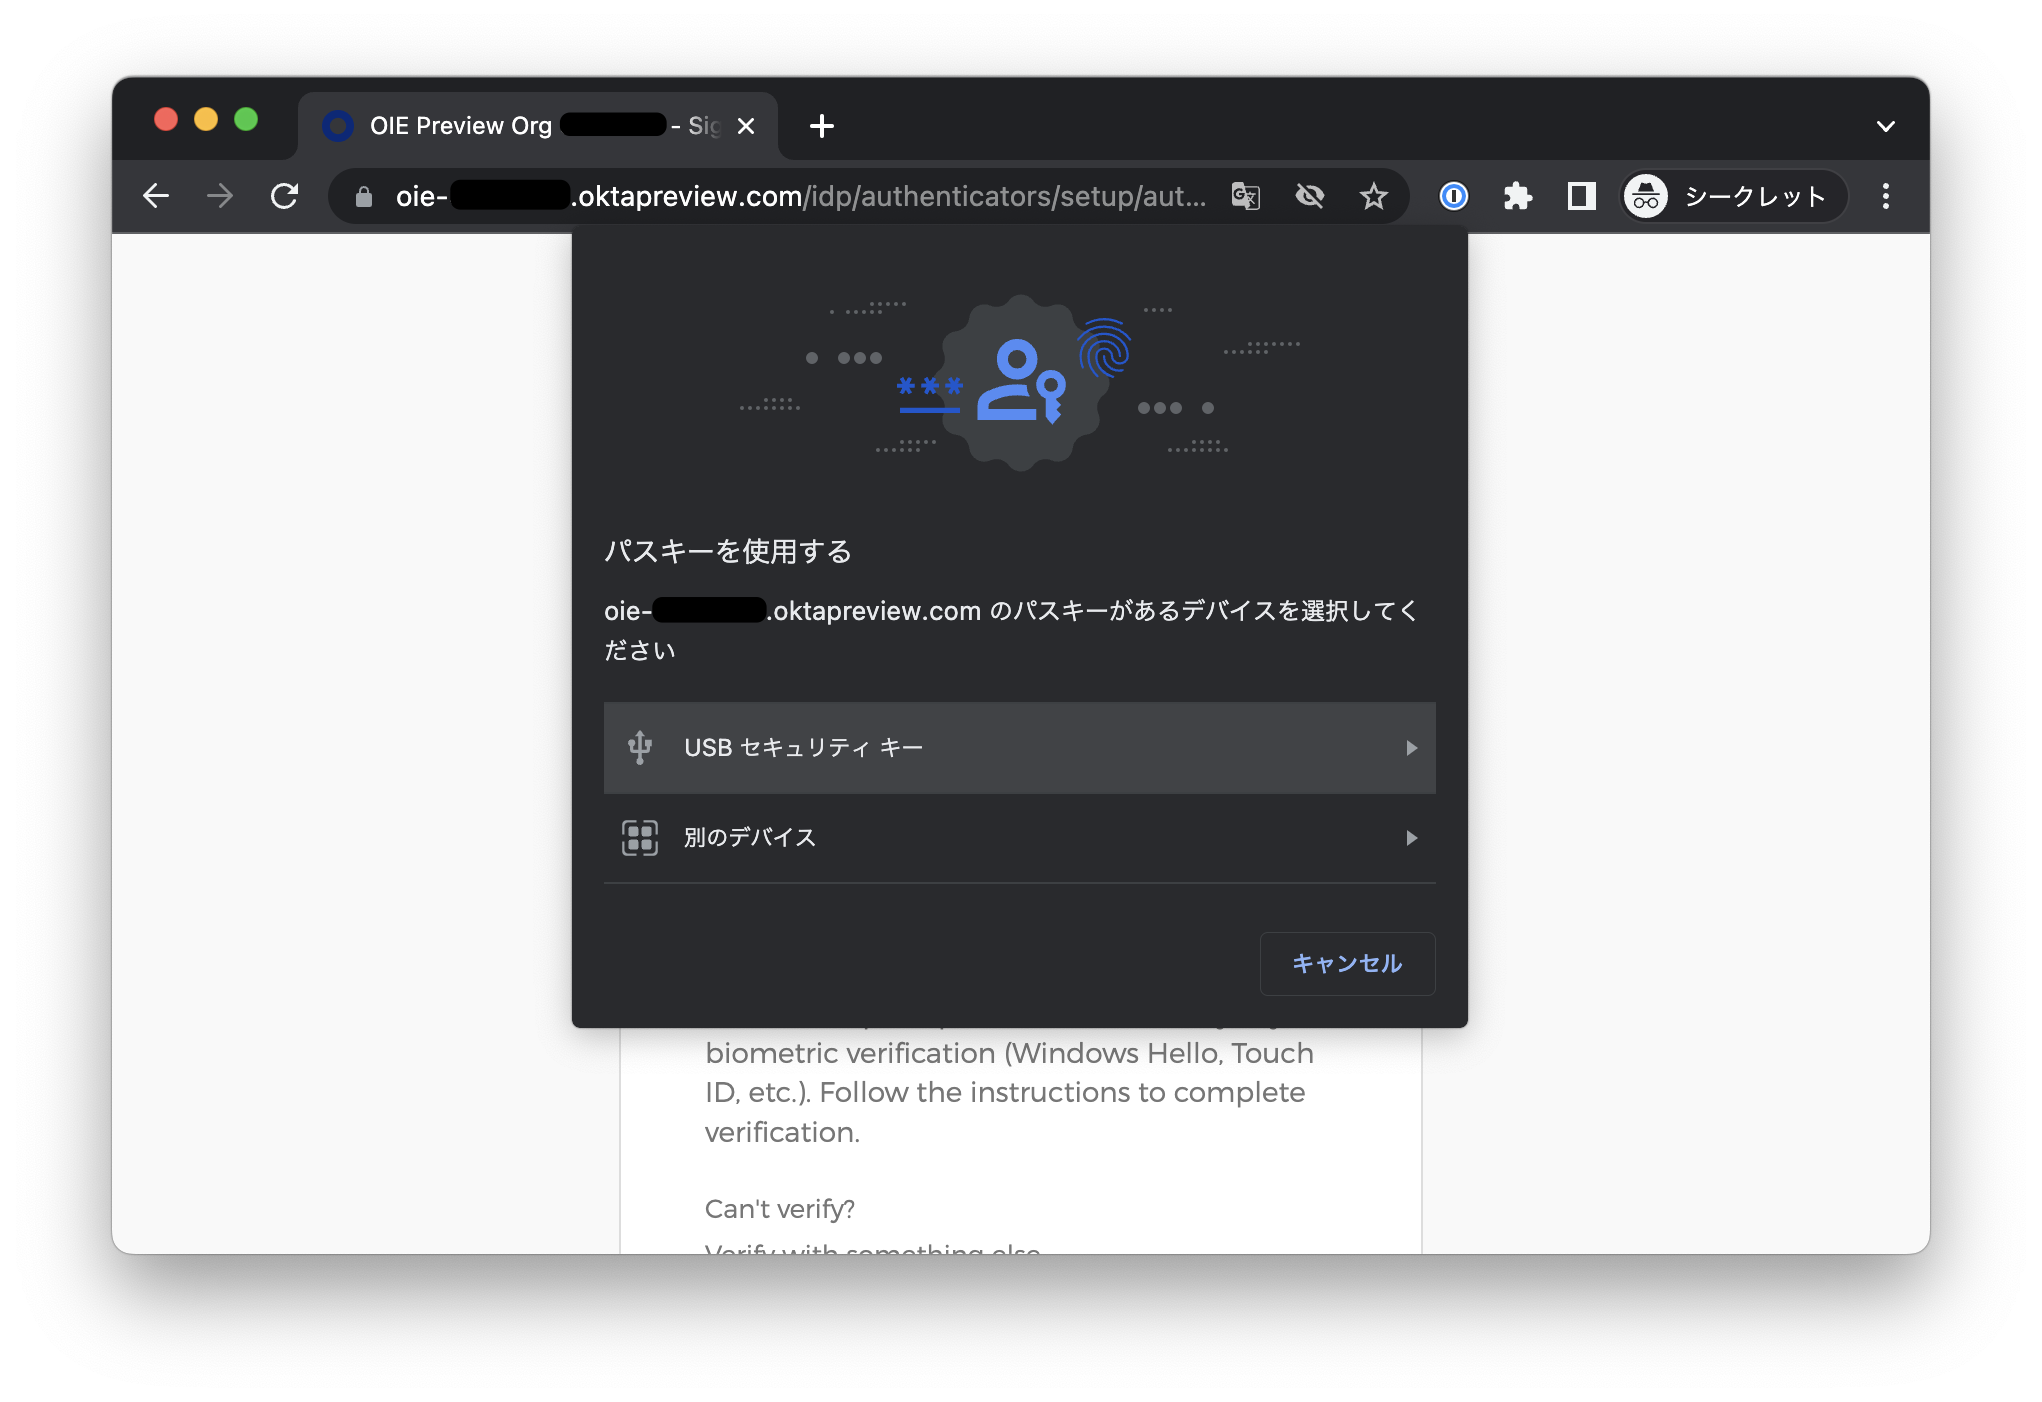 OIE Preview Org - Sig
oie-.oktapreview.com/idp/authenticators/setup/aut...
シークレット
***
パスキーを使用する
oie-.oktapreview.com のパスキーがあるデバイスを選択してく
ださい
USB セキュリティ キー
別のデバイス
キャンセル
biometric verification (Windows Hello, Touch
ID, etc.). Follow the instructions to complete
verification.
Can't verify?
Verify with something else